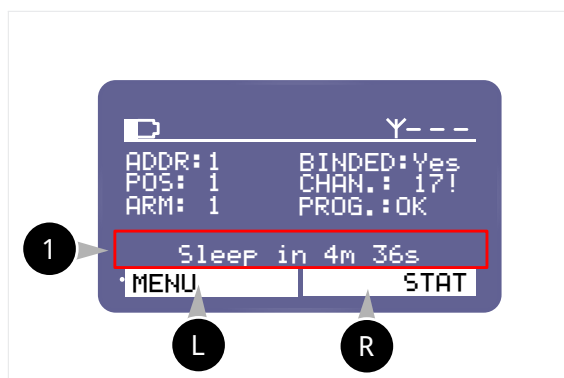 ---
ADDR:1 BINDED:Yes
POS: 1 CHAN.: 17!
ARM: 1 PROG.:OK
1 Sleep in 4m 36s
MENU STAT
L R